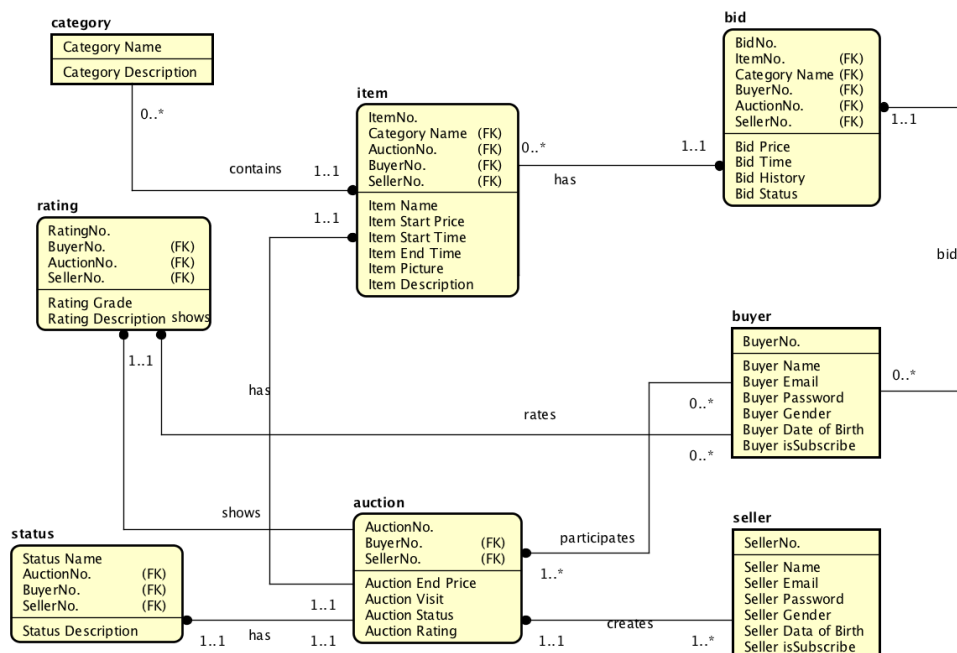 category
Category Name
Category Description
0..*
contains
1..1
item
ItemNo.
Category Name (FK)
AuctionNo. (FK)
BuyerNo. (FK)
SellerNo. (FK)
Item Name
Item Start Price
Item Start Time
Item End Time
Item Picture
Item Description
1..1
0..*
has
1..1
bid
BidNo.
ItemNo. (FK)
Category Name (FK)
BuyerNo. (FK)
AuctionNo. (FK)
SellerNo. (FK)
Bid Price
Bid Time
Bid History
Bid Status
1..1
bid
rating
RatingNo.
BuyerNo. (FK)
AuctionNo. (FK)
SellerNo. (FK)
Rating Grade
Rating Description
shows
1..1
has
rates
buyer
BuyerNo.
Buyer Name
Buyer Email
Buyer Password
Buyer Gender
Buyer Date of Birth
Buyer isSubscribe
0..*
0..*
0..*
shows
auction
AuctionNo.
BuyerNo. (FK)
SellerNo. (FK)
Auction End Price
Auction Visit
Auction Status
Auction Rating
participates
1..*
1..1
status
Status Name
AuctionNo. (FK)
BuyerNo. (FK)
SellerNo. (FK)
Status Description
1..1
has
1..1
1..1
creates
1..*
seller
SellerNo.
Seller Name
Seller Email
Seller Password
Seller Gender
Seller Data of Birth
Seller isSubscribe